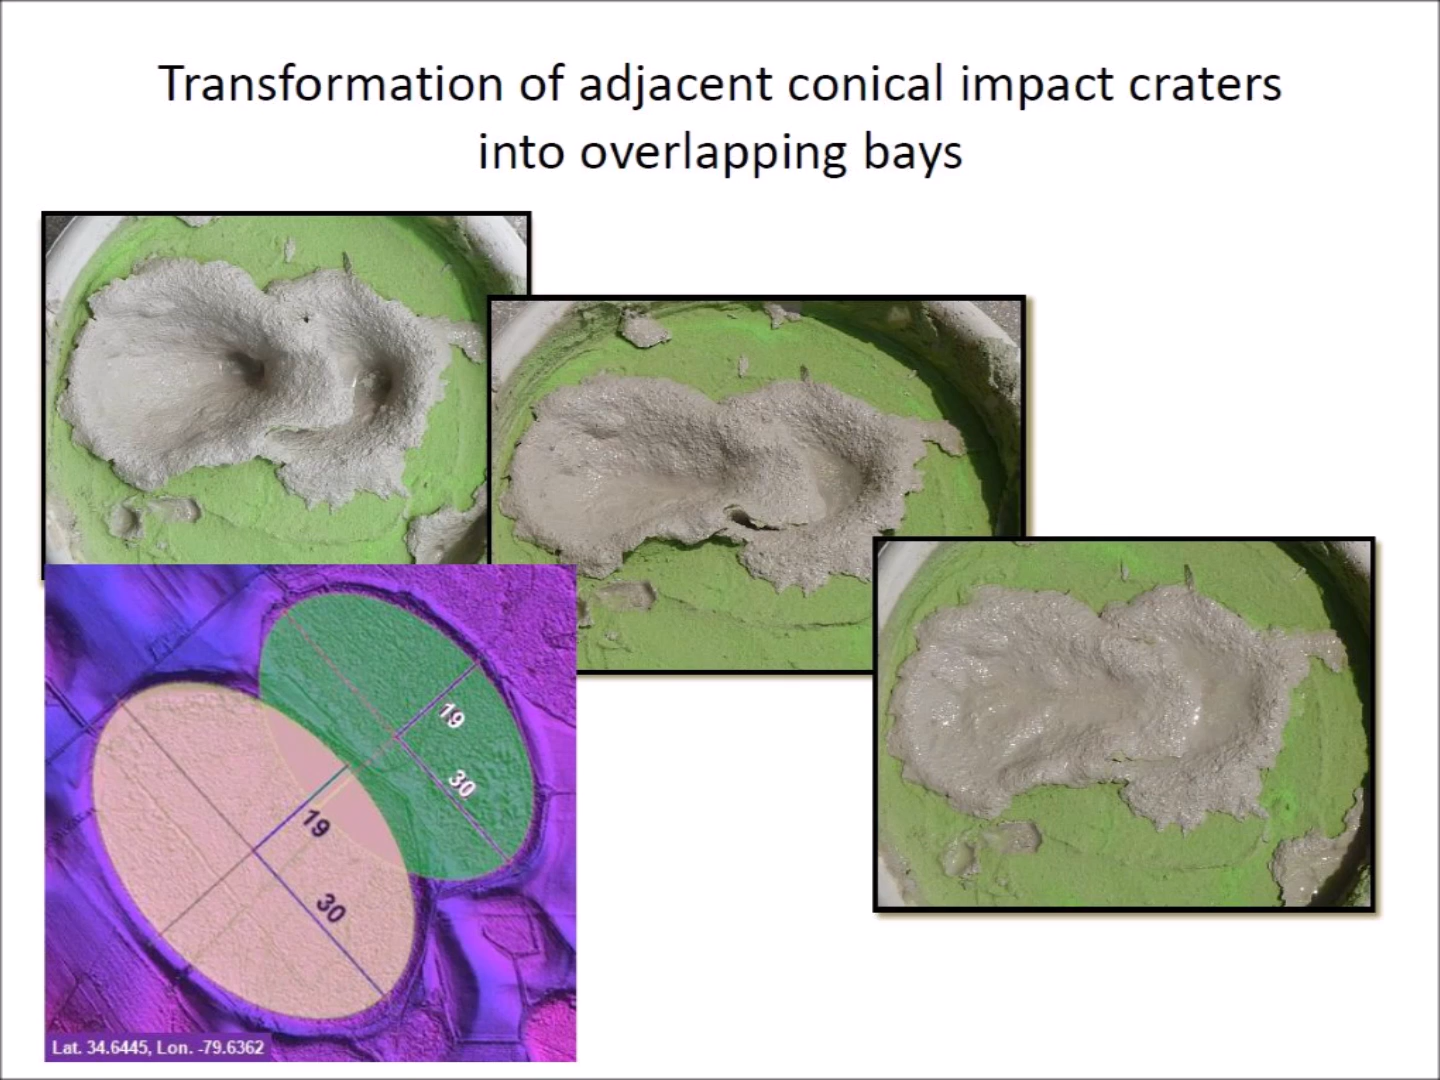 Transformation of adjacent conical impact craters
into overlapping bays
19
30
19
30
Lat. 34.6445, Lon. -79.6362